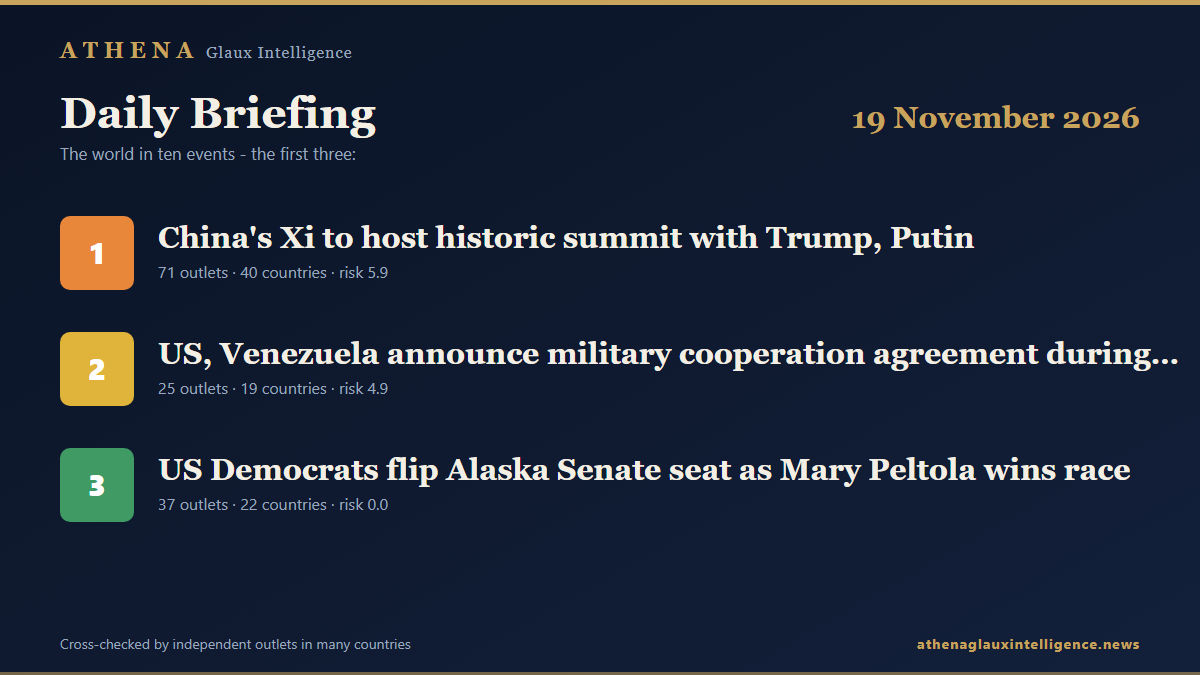 ATHENA Glaux Intelligence
Daily Briefing
19 November 2026
The world in ten events - the first three:
1
China's Xi to host historic summit with Trump, Putin
71 outlets · 40 countries · risk 5.9
2
US, Venezuela announce military cooperation agreement during...
25 outlets · 19 countries · risk 4.9
3
US Democrats flip Alaska Senate seat as Mary Peltola wins race
37 outlets · 22 countries · risk 0.0
Cross-checked by independent outlets in many countries
athenaglauxintelligence.news